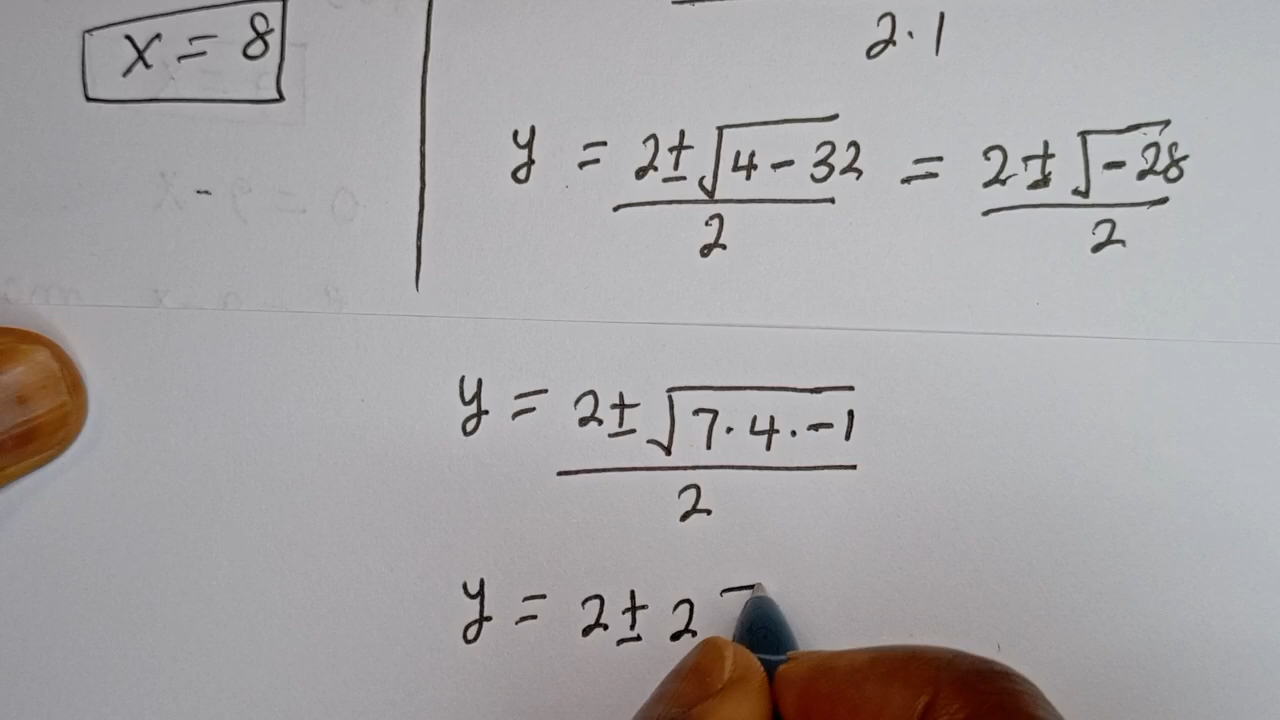 x = 8
2·1
y = 2±√4-32 / 2 = 2±√-28 / 2
y = 2±√7·4·-1 / 2
y = 2±2